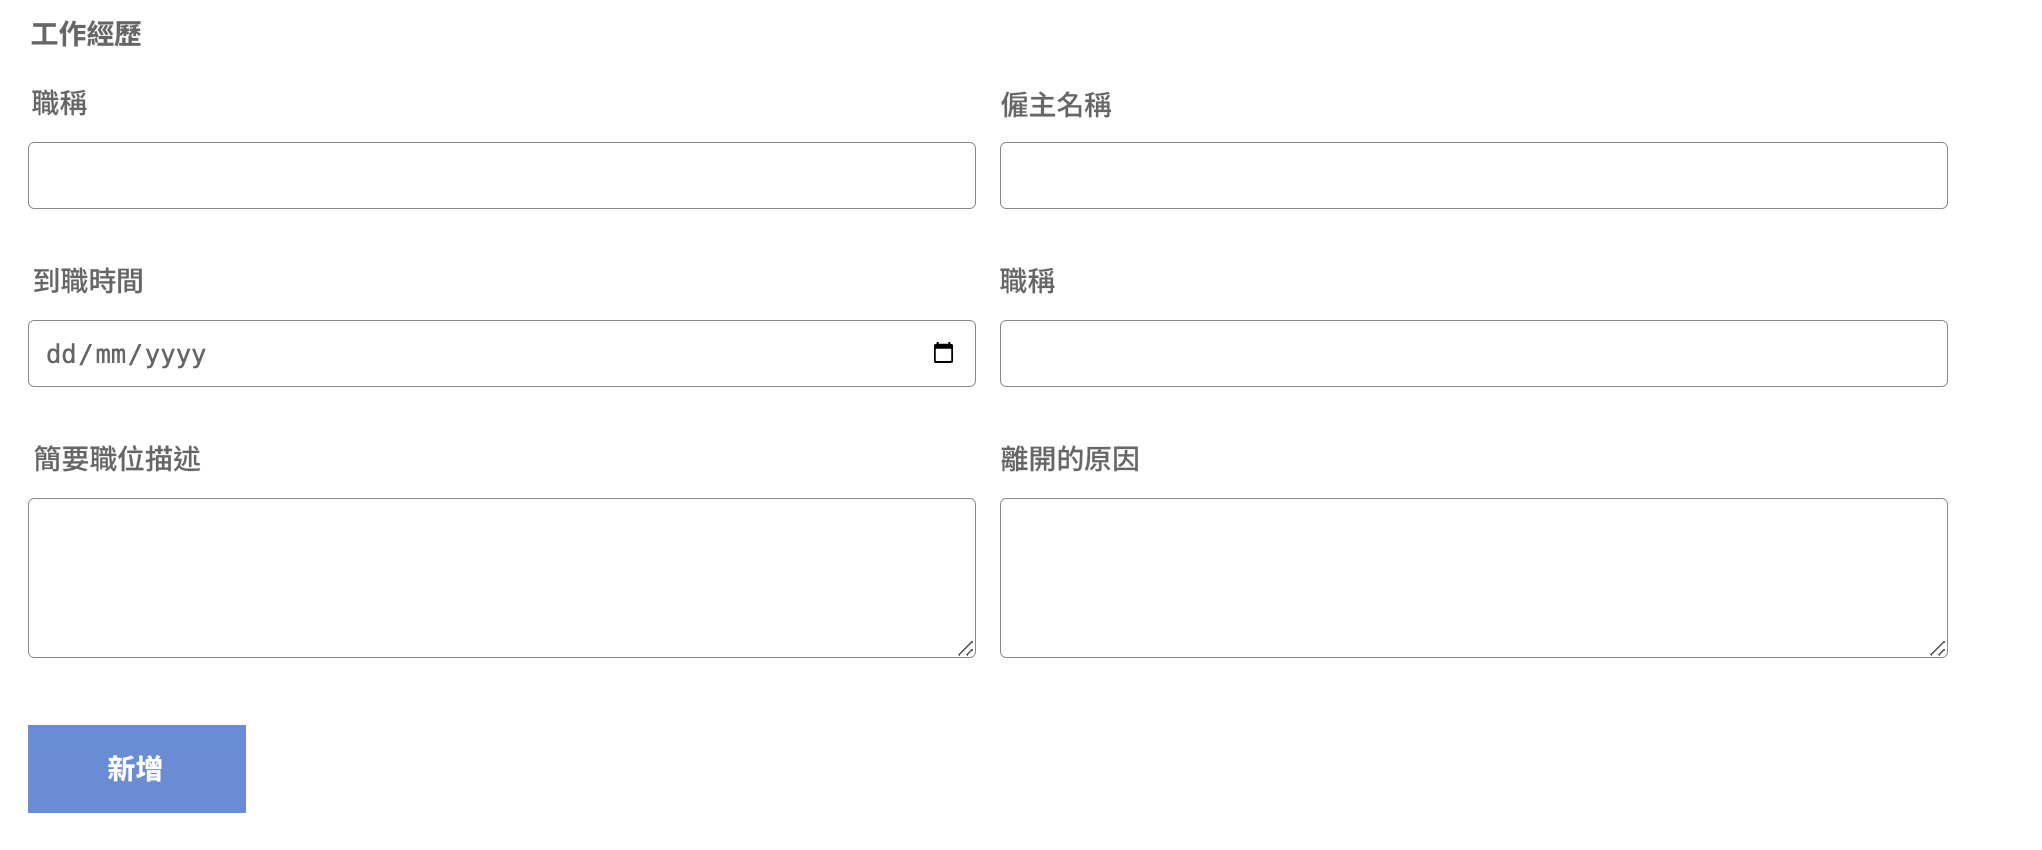 工作經歷
職稱
僱主名稱
到職時間
職稱
dd/mm/yyyy
簡要職位描述
離開的原因
新增